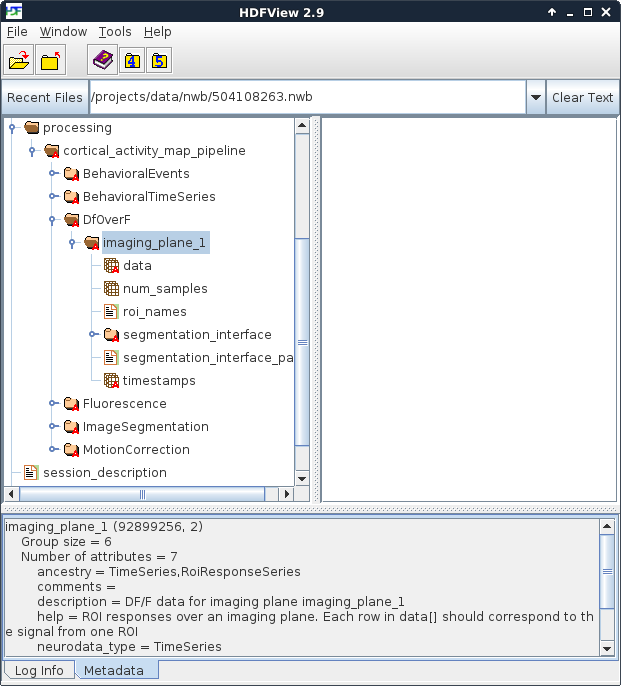 HDFView 2.9
File Window Tools Help
4 5
Recent Files /projects/data/nwb/504108263.nwb Clear Text
processing
cortical_activity_map_pipeline
BehavioralEvents
BehavioralTimeSeries
DfOverF
imaging_plane_1
data
num_samples
roi_names
segmentation_interface
segmentation_interface_pa
timestamps
Fluorescence
ImageSegmentation
MotionCorrection
session_description
imaging_plane_1 (92899256, 2)
Group size = 6
Number of attributes = 7
ancestry = TimeSeries,RoiResponseSeries
comments =
description = DF/F data for imaging plane imaging_plane_1
help = ROI responses over an imaging plane. Each row in data[] should correspond to th
e signal from one ROI
neurodata_type = TimeSeries
Log Info Metadata